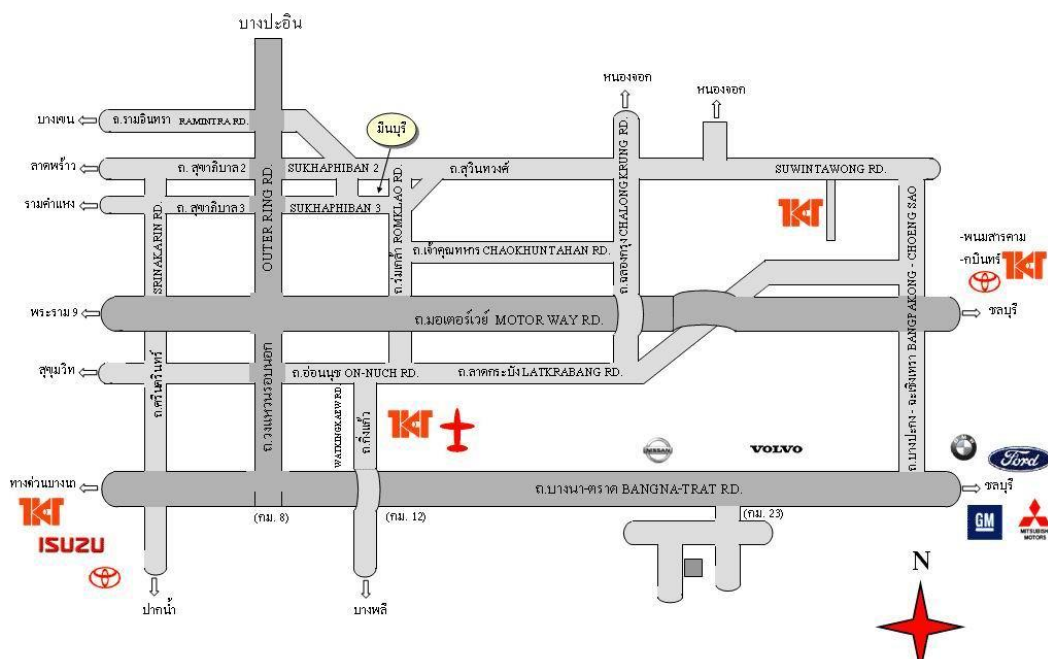 บางปะอิน
หนองจอก
หนองจอก
บางเขน
ถ.รามอินทรา RAMINTRA RD.
มีนบุรี
ลาดพร้าว
ถ. สุขาภิบาล 2
SUKHAPHIBAN 2
ถ.สุวินทวงศ์
SUWINTAWONG RD.
รามคำแหง
ถ. สุขาภิบาล 3
SUKHAPHIBAN 3
SRINAKARIN RD.
OUTER RING RD.
ถ.ร่มเกล้า ROMKLAO RD.
ถ.ฉลองกรุง CHALONG KRUNG RD.
TKT
ถ.เจ้าคุณทหาร CHAOKHUNTAHAN RD.
-พนมสารคาม
-กบินทร์
TKT
พระราม 9
ถ.มอเตอร์เวย์ MOTOR WAY RD.
ชลบุรี
สุขุมวิท
ถ.อ่อนนุช ON-NUCH RD.
ถ.ลาดกระบัง LATKRABANG RD.
ถ.ศรีนครินทร์
ถ.วงแหวนรอบนอก
WATKINGKAEW RD.
ถ.กิ่งแก้ว
TKT
ถ.บางปะกง - ฉะเชิงเทรา BANGPAKONG - CHOENG SAO
NISSAN
VOLVO
BMW
Ford
ทางด่วนบางนา
ถ.บางนา-ตราด BANGNA-TRAT RD.
ชลบุรี
TKT
(กม. 8)
(กม. 12)
(กม. 23)
GM
MITSUBISHI
MOTORS
ISUZU
ปากน้ำ
บางพลี
N